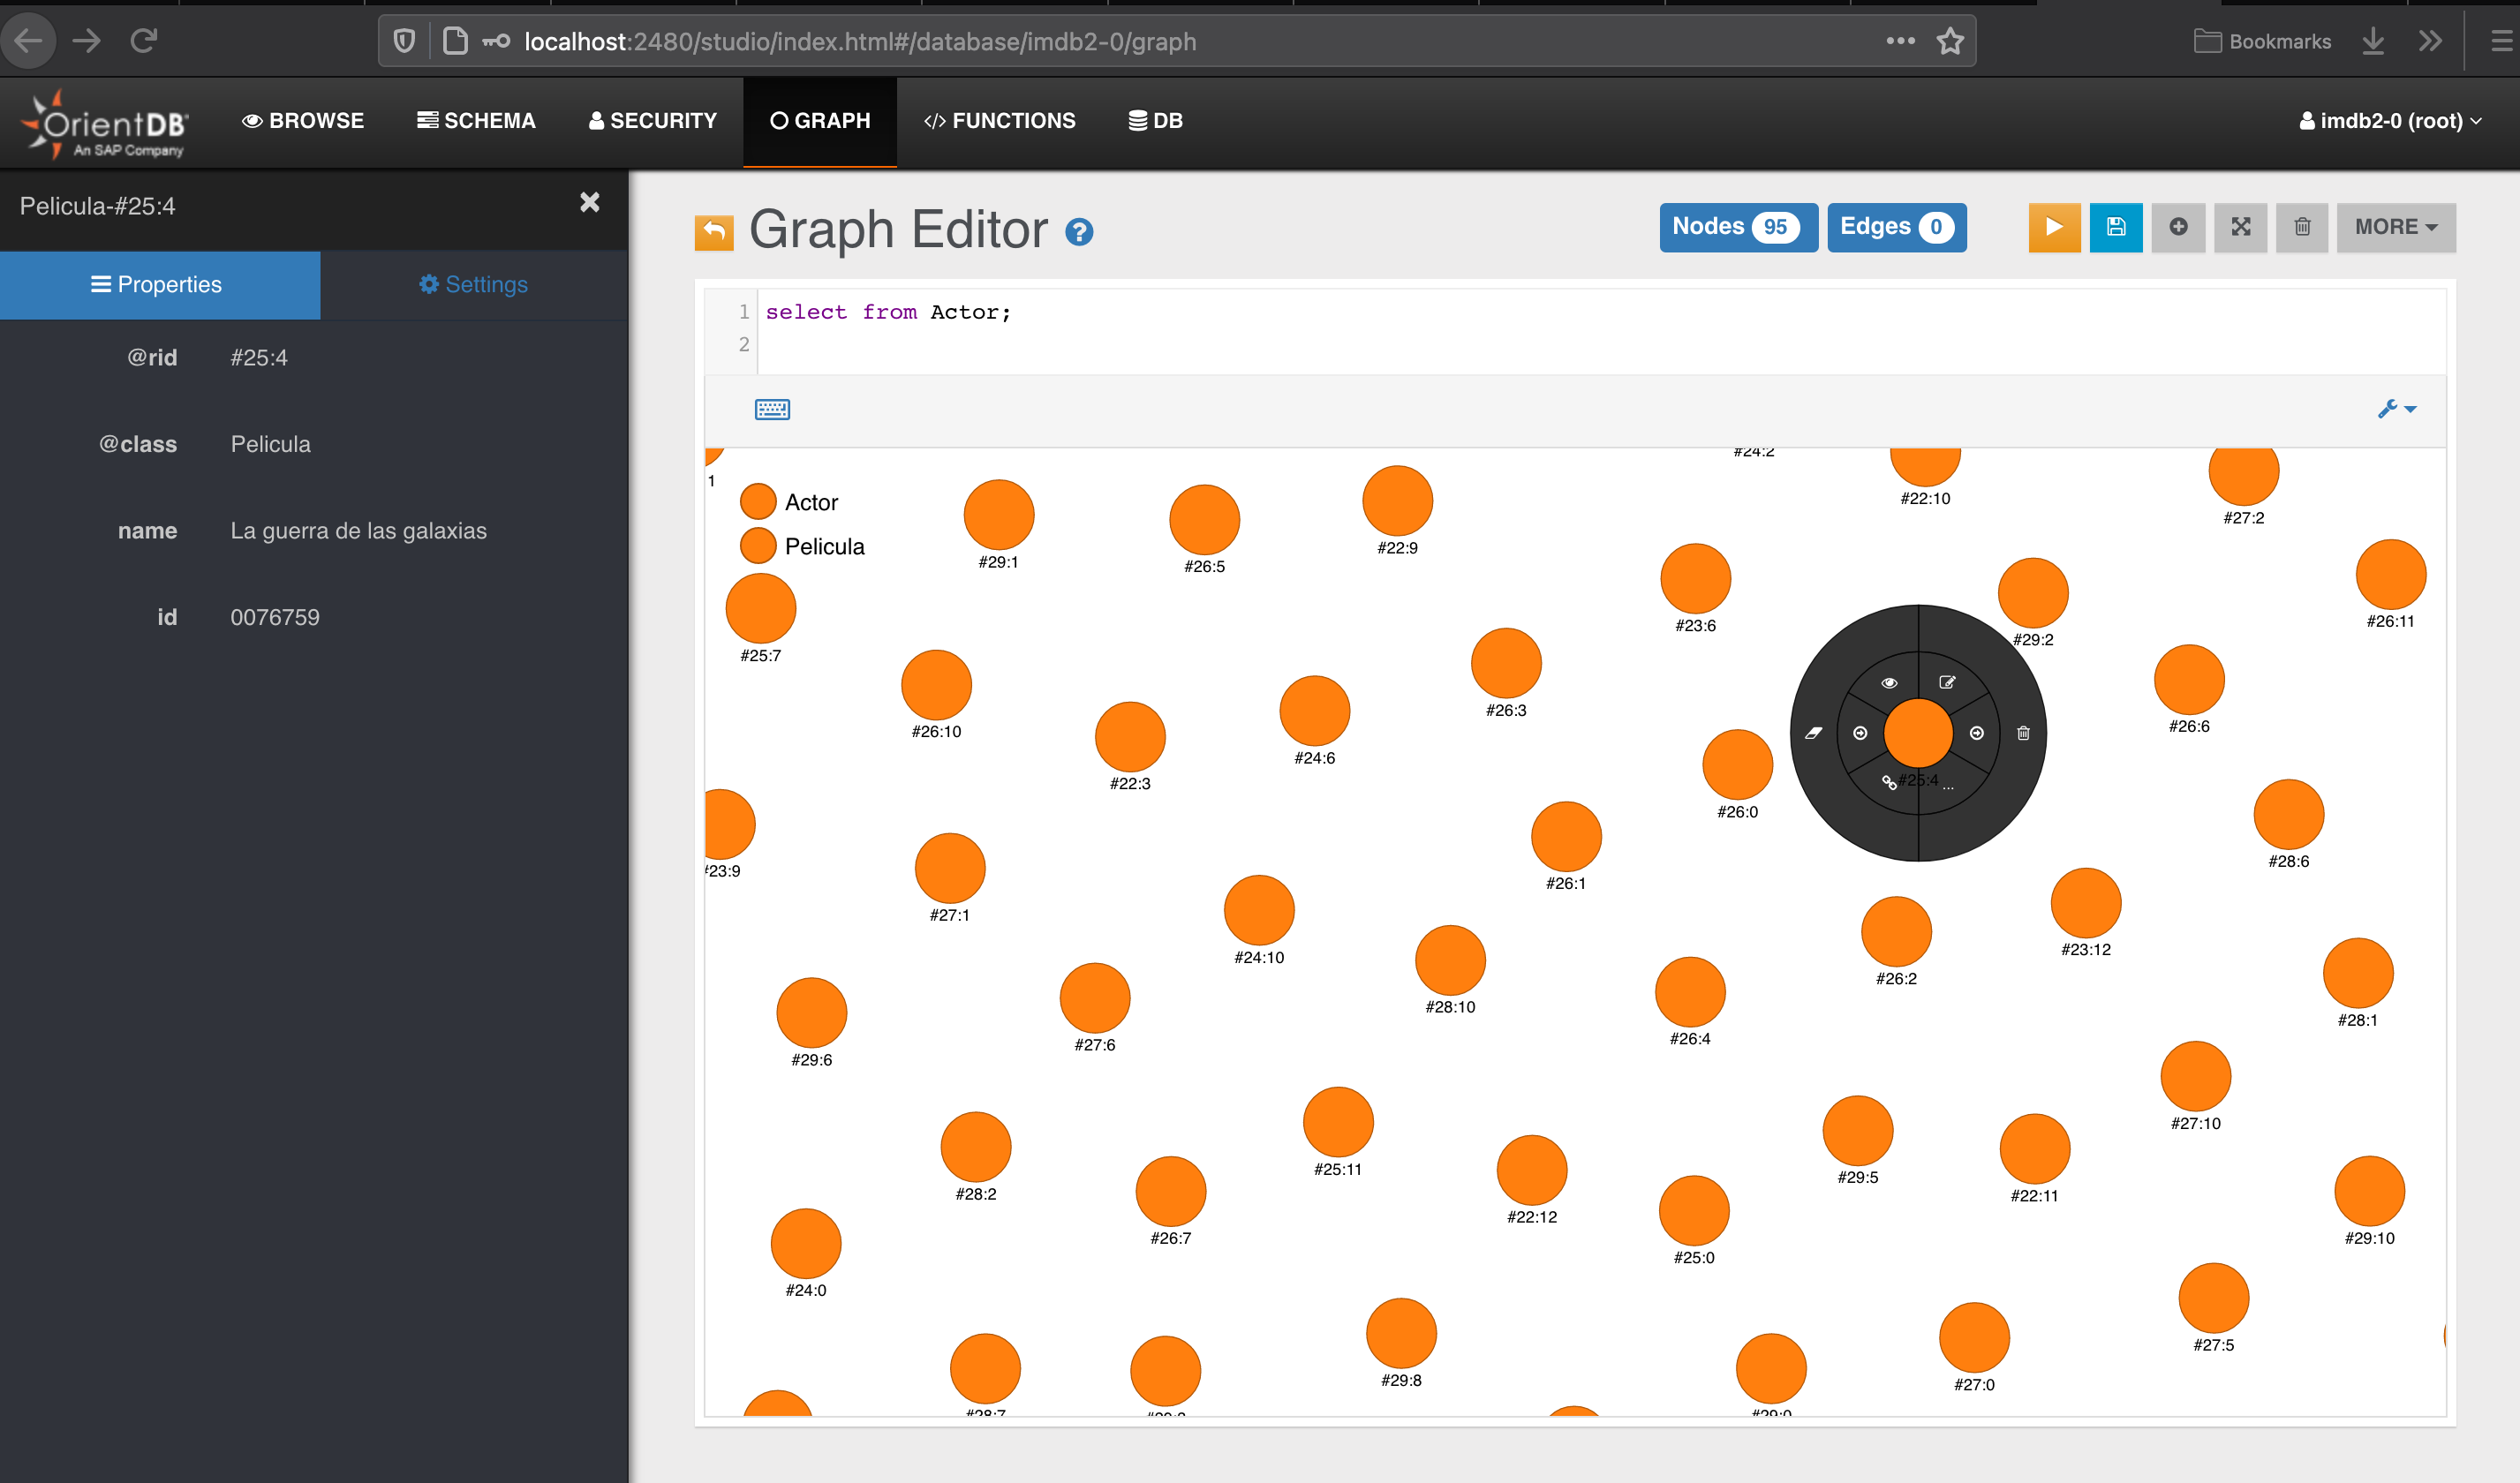 localhost:2480/studio/index.html#/database/imdb2-0/graph
Bookmarks
OrientDB
An SAP Company
BROWSE
SCHEMA
SECURITY
GRAPH
FUNCTIONS
DB
imdb2-0 (root)
Pelicula-#25:4
Properties
Settings
@rid #25:4
@class Pelicula
name La guerra de las galaxias
id 0076759
Graph Editor
Nodes 95
Edges 0
MORE
1 select from Actor;
2
#24:2
1
Actor
Pelicula
#29:1
#26:5
#22:9
#22:10
#27:2
#25:7
#23:6
#29:2
#26:11
#26:10
#22:3
#24:6
#26:3
#26:0
#25:4
...
#26:6
#23:9
#27:1
#24:10
#26:1
#28:6
#29:6
#27:6
#28:10
#26:4
#26:2
#23:12
#28:1
#28:2
#26:7
#25:11
#22:12
#29:5
#22:11
#27:10
#24:0
#25:0
#29:10
#29:8
#27:0
#27:5
#28:7
#29:0